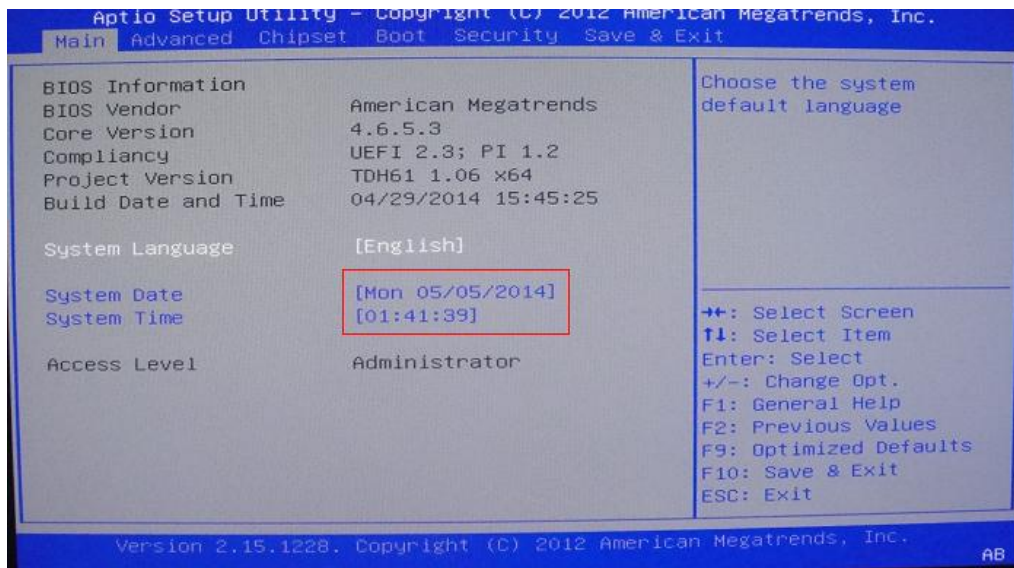 Aptio Setup Utility – Copyright (C) 2012 American Megatrends, Inc.
Main Advanced Chipset Boot Security Save & Exit
BIOS Information
BIOS Vendor American Megatrends
Core Version 4.6.5.3
Compliancy UEFI 2.3; PI 1.2
Project Version TDH61 1.06 x64
Build Date and Time 04/29/2014 15:45:25
System Language [English]
System Date [Mon 05/05/2014]
System Time [01:41:39]
Access Level Administrator
Choose the system
default language
→←: Select Screen
↑↓: Select Item
Enter: Select
+/-: Change Opt.
F1: General Help
F2: Previous Values
F9: Optimized Defaults
F10: Save & Exit
ESC: Exit
Version 2.15.1228. Copyright (C) 2012 American Megatrends, Inc.
AB